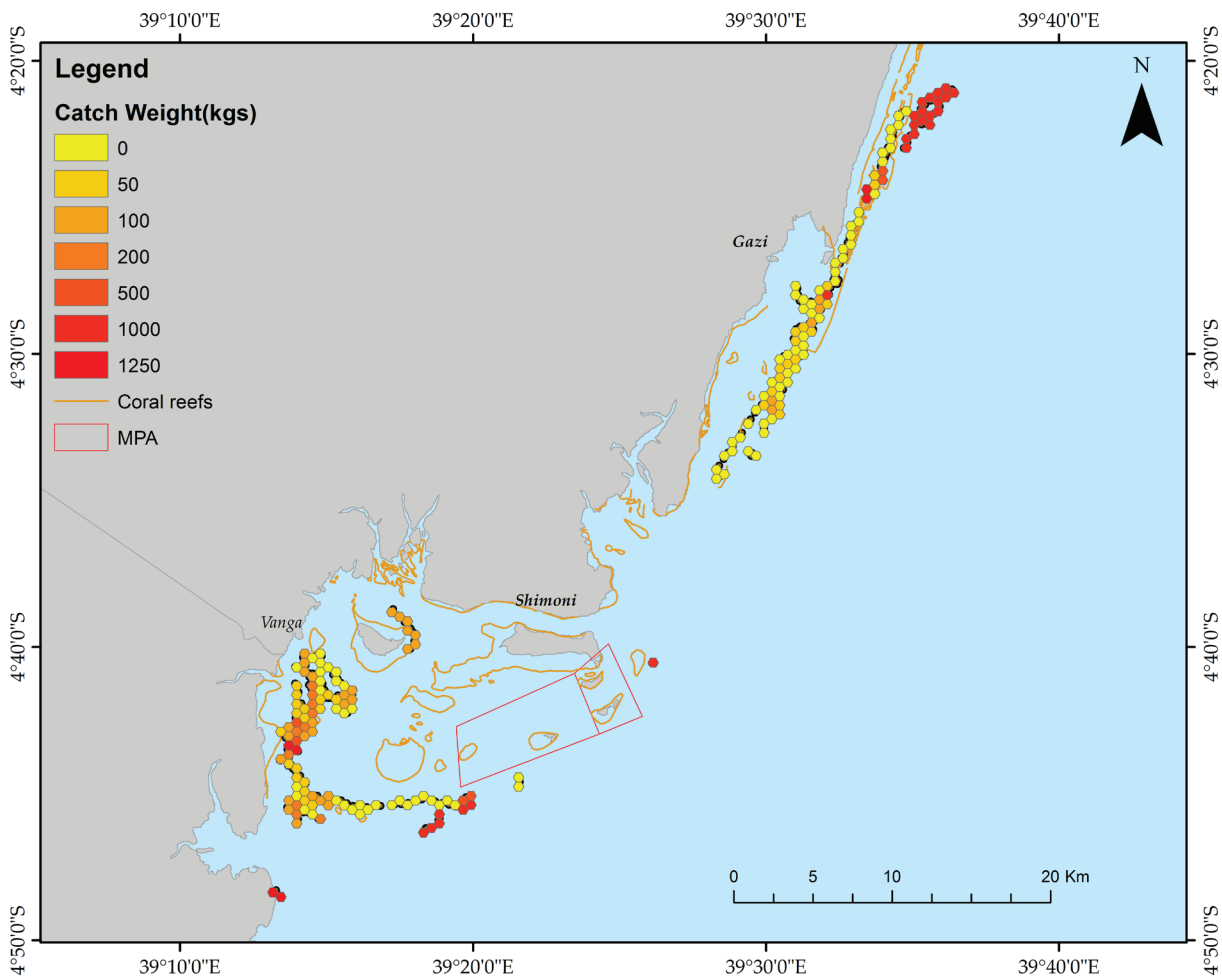 39°10'0"E 39°20'0"E 39°30'0"E 39°40'0"E
4°20'0"S 4°20'0"S
Legend
N
Catch Weight(kgs)
0
50
100
200
500
1000
1250
Coral reefs
MPA
Gazi
4°30'0"S 4°30'0"S
Shimoni
Vanga
4°40'0"S 4°40'0"S
0 5 10 20 Km
4°50'0"S 4°50'0"S
39°10'0"E 39°20'0"E 39°30'0"E 39°40'0"E